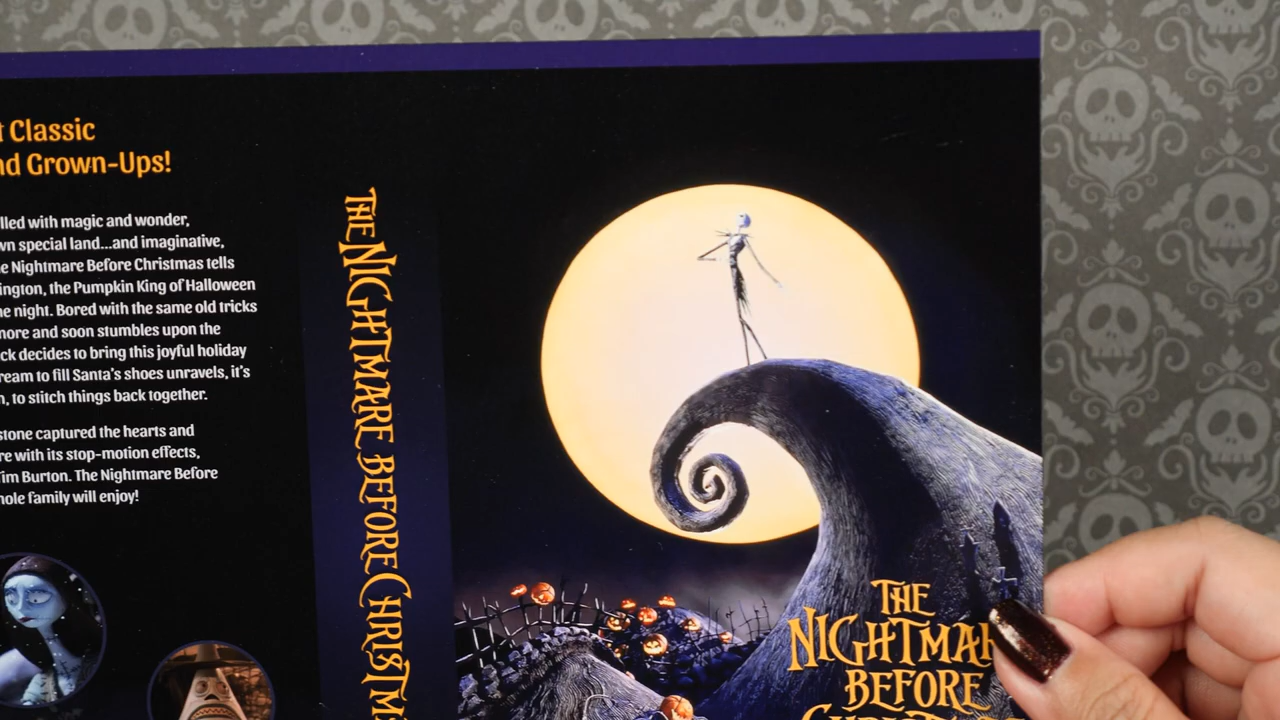 t Classic
nd Grown-Ups!
lled with magic and wonder,
wn special land...and imaginative,
e Nightmare Before Christmas tells
ington, the Pumpkin King of Halloween
ne night. Bored with the same old tricks
more and soon stumbles upon the
ck decides to bring this joyful holiday
ream to fill Santa's shoes unravels, it's
n, to stitch things back together.
stone captured the hearts and
re with its stop-motion effects,
Tim Burton. The Nightmare Before
hole family will enjoy!
THE NIGHTMARE BEFORE CHRISTMA
THE
NIGHTMAR
BEFORE
CHRISTMAS